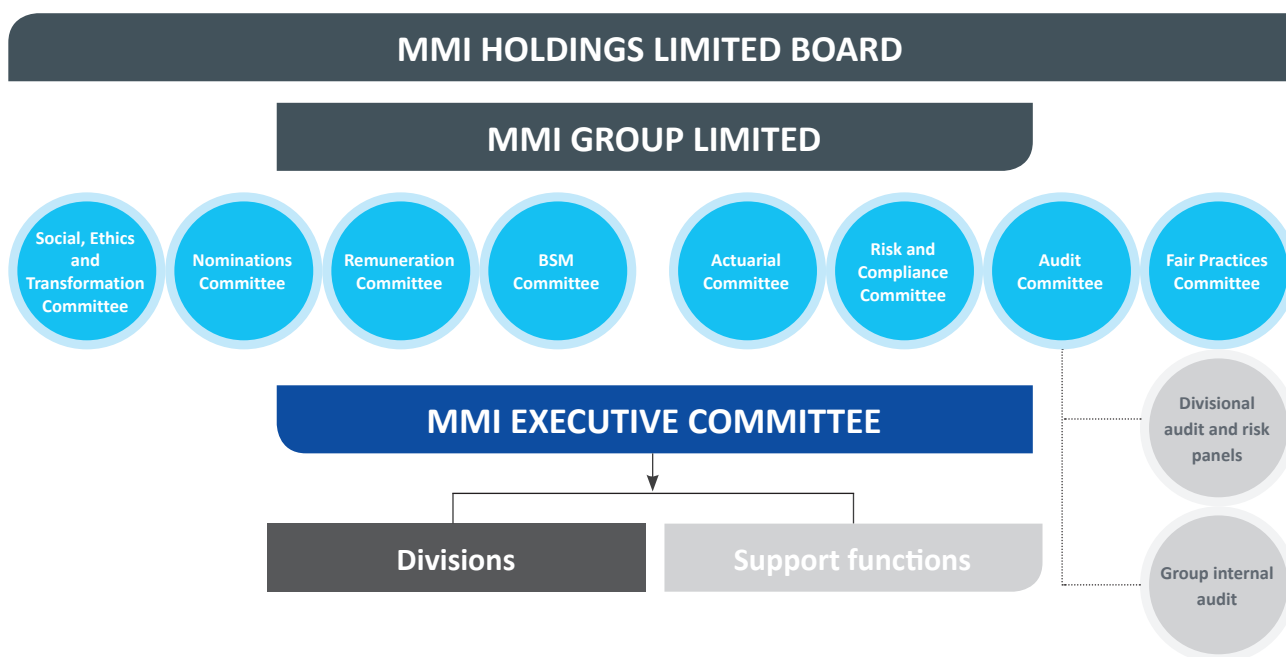 MMI HOLDINGS LIMITED BOARD
MMI GROUP LIMITED
Social, Ethics
and
Transformation
Committee
Nominations
Committee
Remuneration
Committee
BSM
Committee
Actuarial
Committee
Risk and
Compliance
Committee
Audit
Committee
Fair Practices
Committee
MMI EXECUTIVE COMMITTEE
Divisional
audit and risk
panels
Divisions
Support functions
Group internal
audit